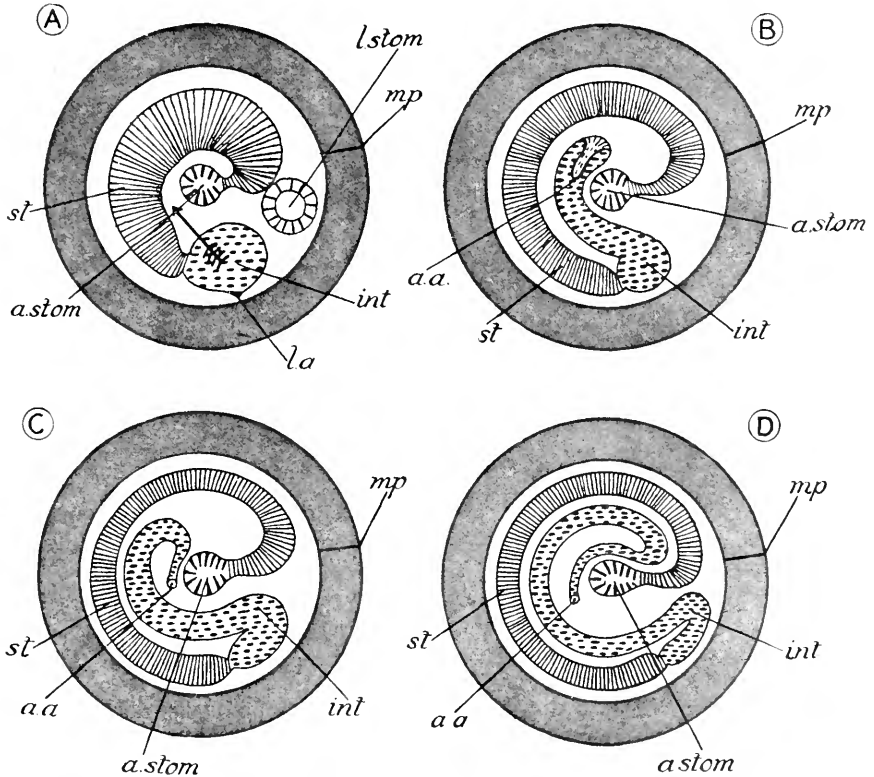 A
l.stom
mp
st
a.stom
int
l.a
B
mp
a.stom
a.a.
st
int
C
mp
st
a.a
int
a.stom
D
mp
st
int
a a
a stom